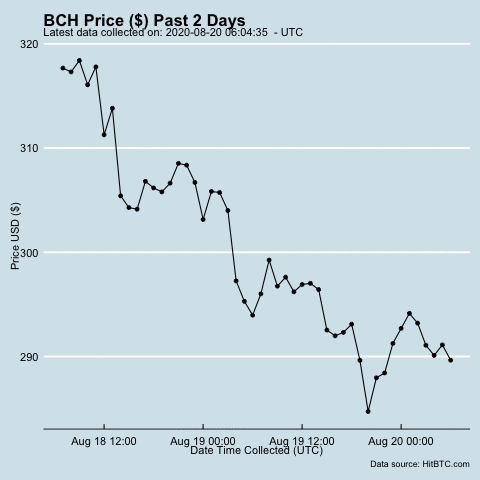 BCH Price ($) Past 2 Days
Latest data collected on: 2020-08-20 06:04:35  - UTC
320
310
300
290
Price USD ($)
Aug 18 12:00
Aug 19 00:00
Aug 19 12:00
Aug 20 00:00
Date Time Collected (UTC)
Data source: HitBTC.com